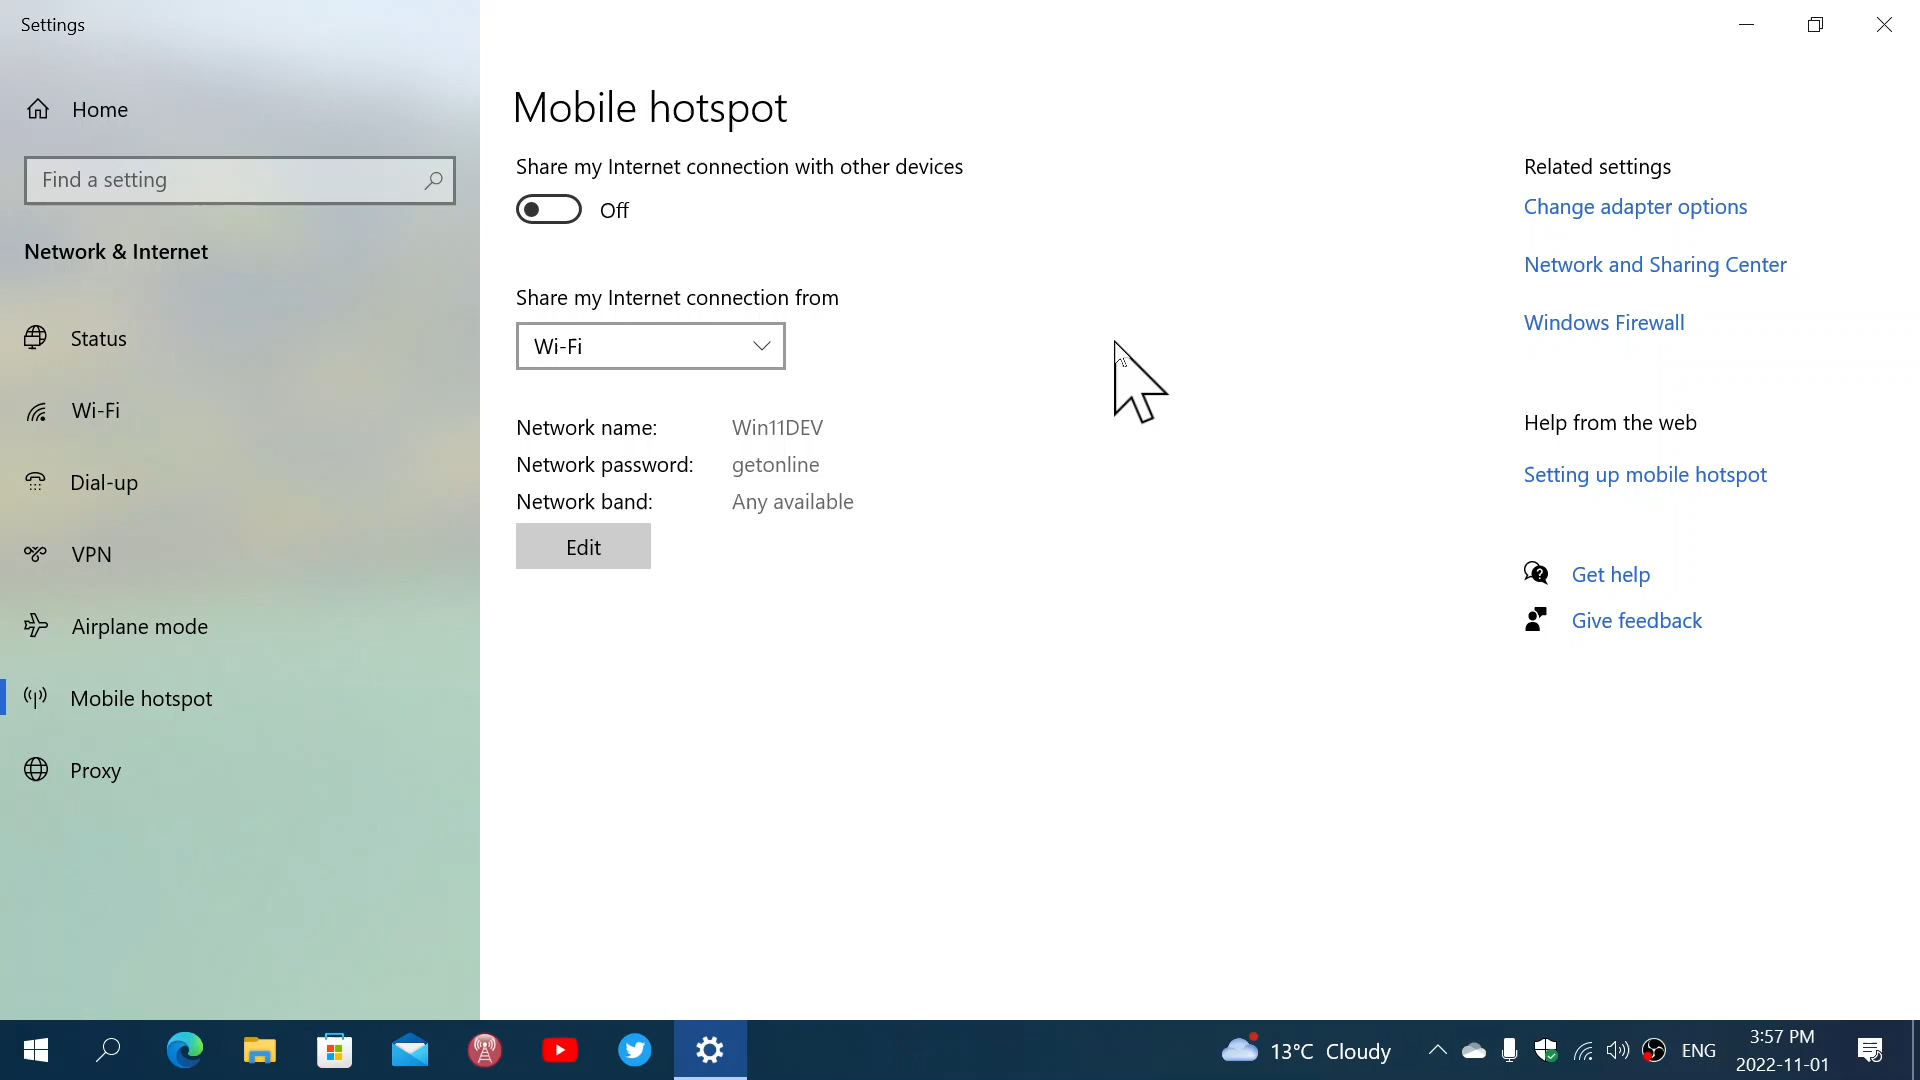 Settings
Home
Find a setting
Network & Internet
Status
Wi-Fi
Dial-up
VPN
Airplane mode
Mobile hotspot
Proxy
Mobile hotspot
Share my Internet connection with other devices
Off
Share my Internet connection from
Wi-Fi
Network name: Win11DEV
Network password: getonline
Network band: Any available
Edit
Related settings
Change adapter options
Network and Sharing Center
Windows Firewall
Help from the web
Setting up mobile hotspot
Get help
Give feedback
13°C Cloudy
ENG
3:57 PM
2022-11-01